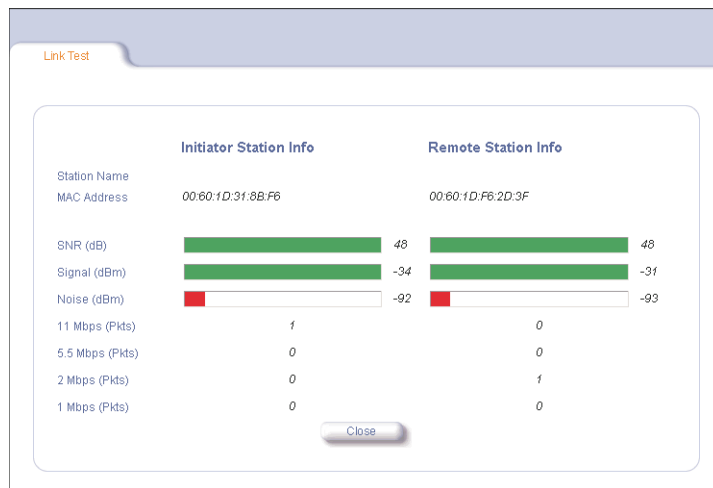 Link Test
Initiator Station Info Remote Station Info
Station Name
MAC Address 00:60:1D:31:8B:F6 00:60:1D:F6:2D:3F
SNR (dB) 48 48
Signal (dBm) -34 -31
Noise (dBm) -92 -93
11 Mbps (Pkts) 1 0
5.5 Mbps (Pkts) 0 0
2 Mbps (Pkts) 0 1
1 Mbps (Pkts) 0 0
Close